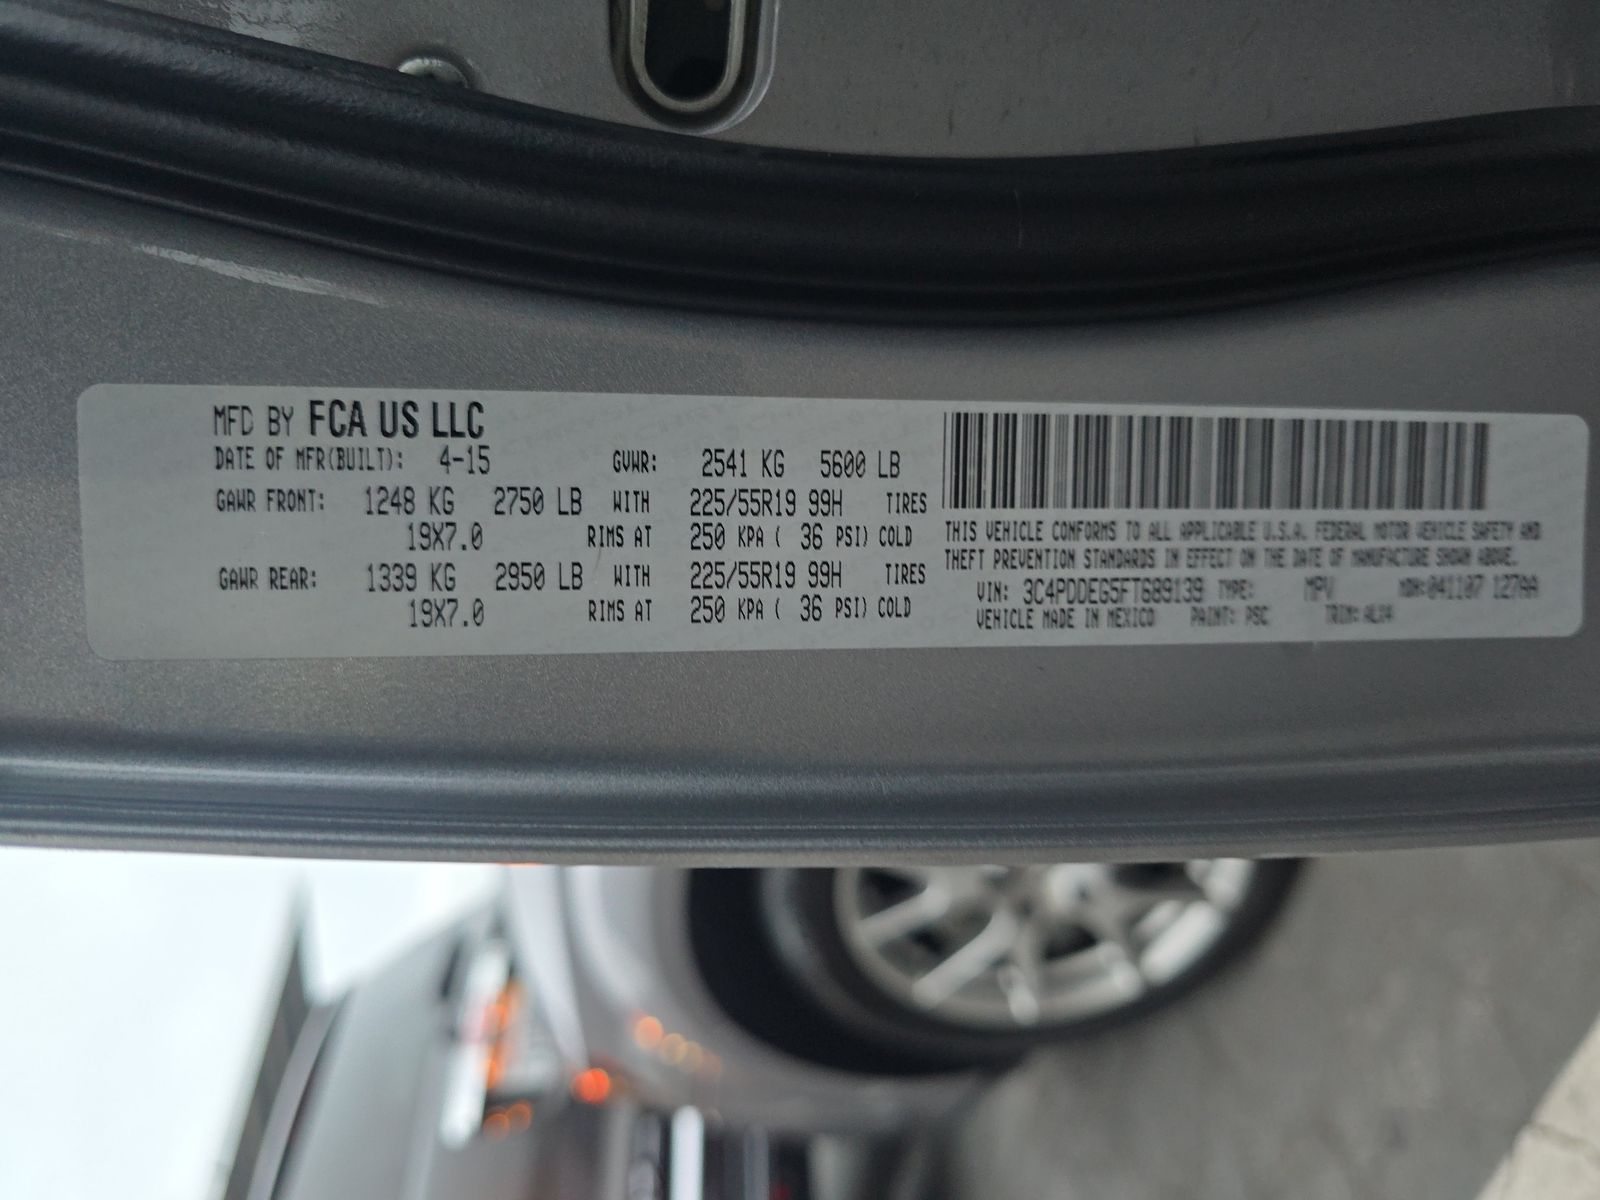 MFD BY FCA US LLC
DATE OF MFR(BUILT): 4-15 GVWR: 2541 KG 5600 LB
GAWR FRONT: 1248 KG 2750 LB WITH 225/55R19 99H TIRES
19X7.0 RIMS AT 250 KPA ( 36 PSI) COLD
GAWR REAR: 1339 KG 2950 LB WITH 225/55R19 99H TIRES
19X7.0 RIMS AT 250 KPA ( 36 PSI) COLD
THIS VEHICLE CONFORMS TO ALL APPLICABLE U.S.A. FEDERAL MOTOR VEHICLE SAFETY AND
THEFT PREVENTION STANDARDS IN EFFECT ON THE DATE OF MANUFACTURE SHOWN ABOVE.
VIN: 3C4PDDEG5FT689139 TYPE: MPV MDH: 041107 127AA
VEHICLE MADE IN MEXICO PAINT: PSC TRIM: